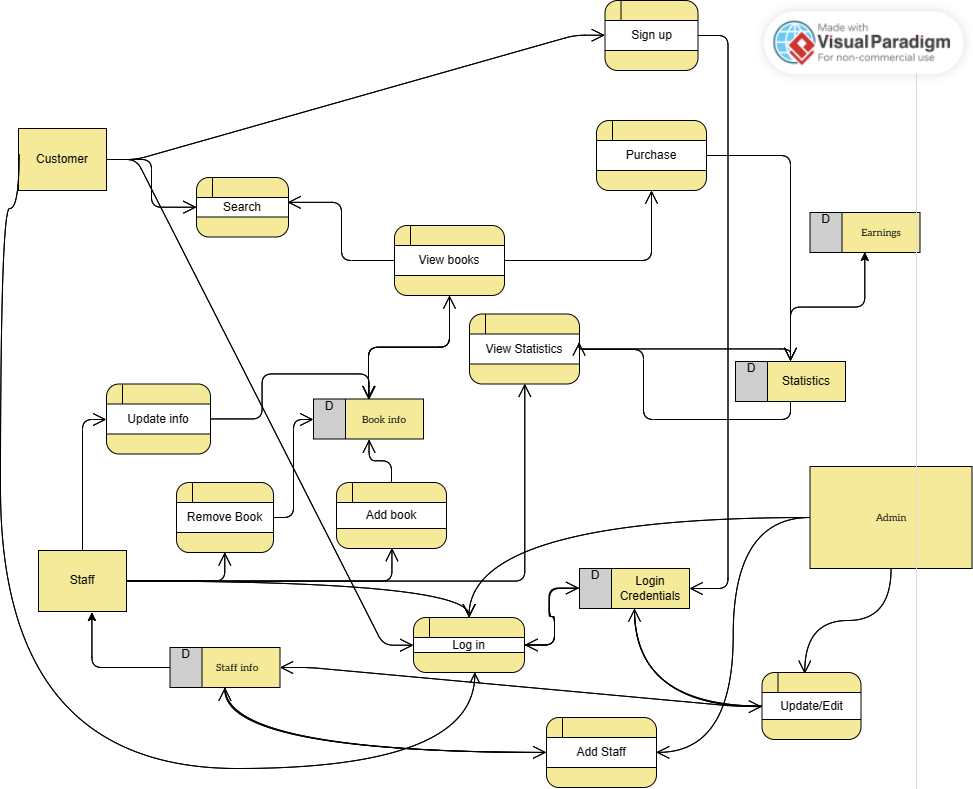 Sign up
Made with
Visual Paradigm
For non-commercial use
Customer
Purchase
Search
D
Earnings
View books
View Statistics
D
Statistics
Update info
D
Book info
Remove Book
Add book
Admin
Staff
D
Login
Credentials
Log in
D
Staff info
Update/Edit
Add Staff